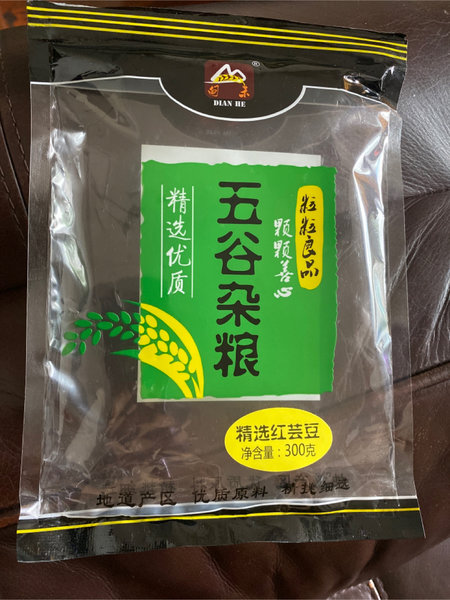 ®
DIAN HE
粒粒良品
颗颗善心
五谷杂粮
精选优质
精选红芸豆
净含量：300克
地道产区 优质原料 精挑细选